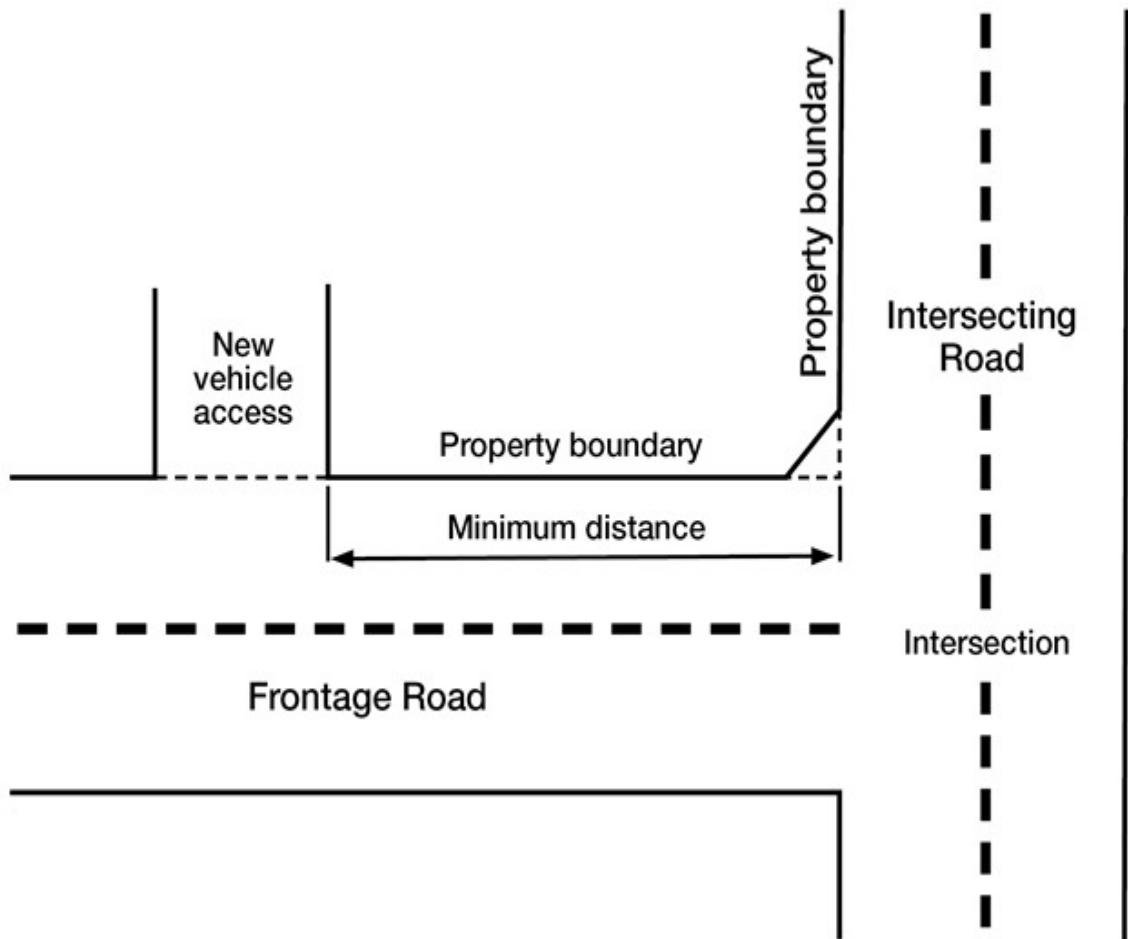 Property boundary
Intersecting
Road
New
vehicle
access
Property boundary
Minimum distance
Intersection
Frontage Road